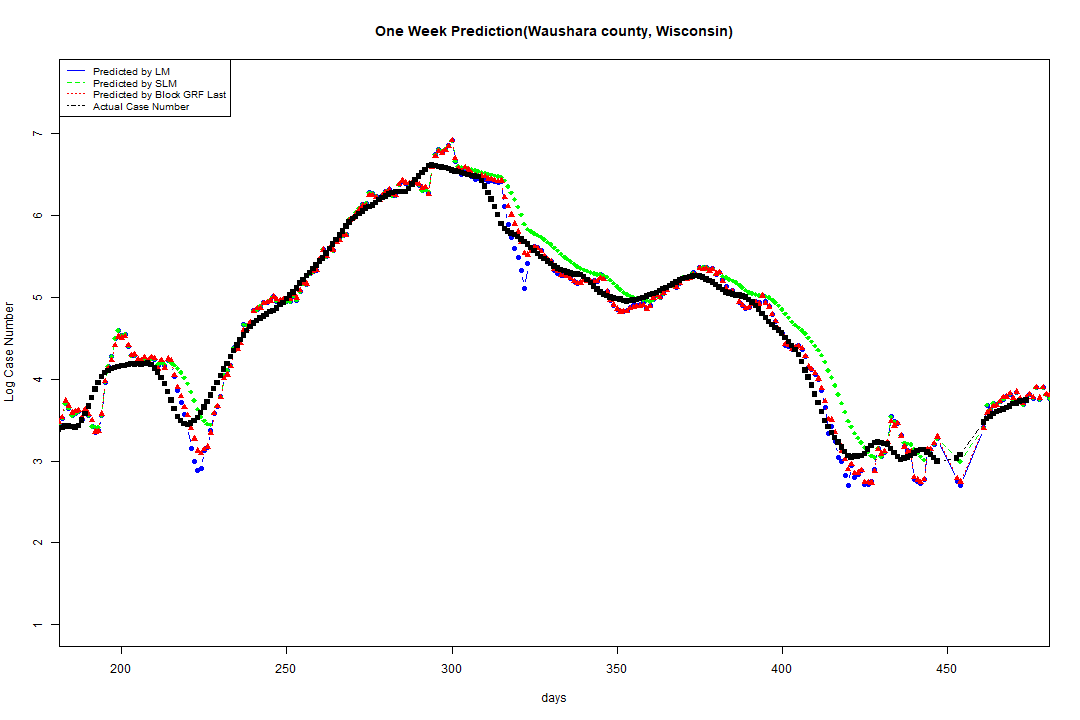 One Week Prediction(Waushara county, Wisconsin)
Predicted by LM
Predicted by SLM
Predicted by Block GRF Last
Actual Case Number
7
6
5
4
3
2
1
Log Case Number
200 250 300 350 400 450
days